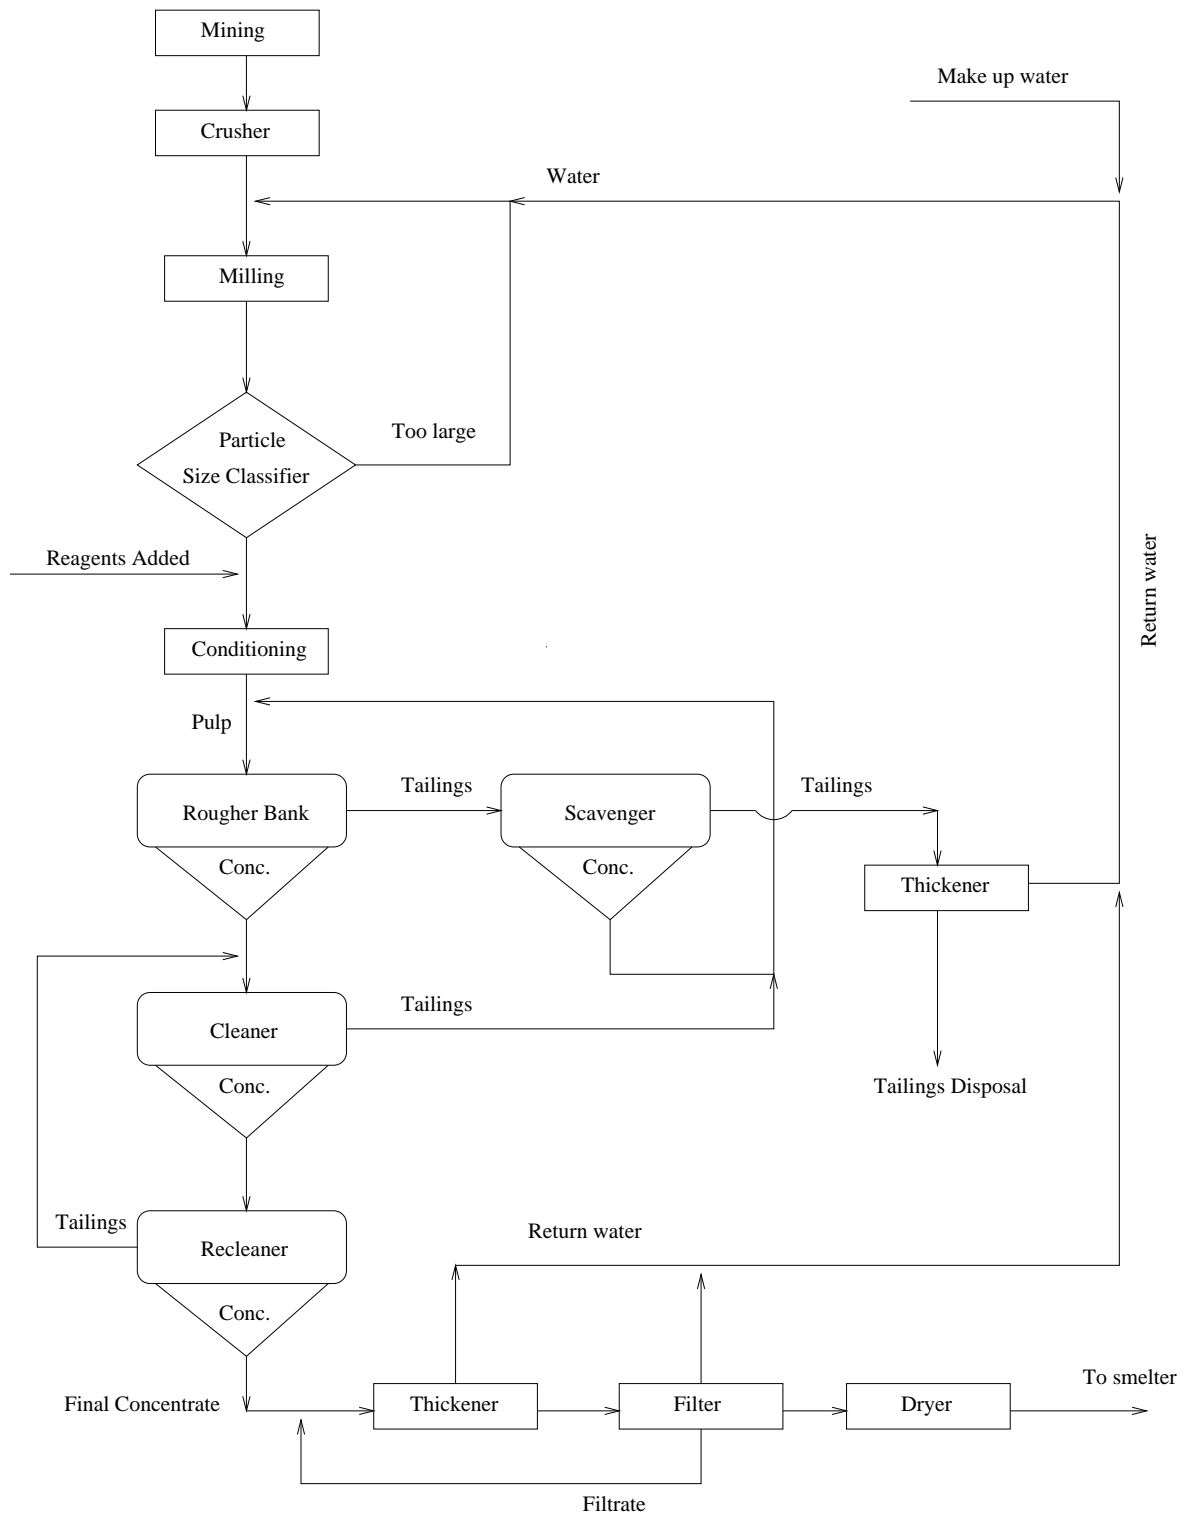 Mining
Make up water
Crusher
Water
Milling
Too large
Particle
Size Classifier
Reagents Added
Return water
Conditioning
Pulp
Tailings
Tailings
Rougher Bank
Scavenger
Conc.
Conc.
Thickener
Tailings
Cleaner
Conc.
Tailings Disposal
Tailings
Return water
Recleaner
Conc.
To smelter
Final Concentrate
Thickener
Filter
Dryer
Filtrate